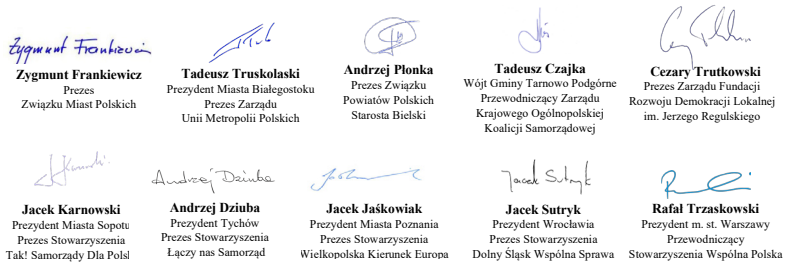 Zygmunt Frankiewicz
Zygmunt Frankiewicz
Prezes
Związku Miast Polskich
Tadeusz Truskolaski
Prezydent Miasta Białegostoku
Prezes Zarządu
Unii Metropolii Polskich
Andrzej Płonka
Prezes Związku
Powiatów Polskich
Starosta Bielski
Tadeusz Czajka
Wójt Gminy Tarnowo Podgórne
Przewodniczący Zarządu
Krajowego Ogólnopolskiej
Koalicji Samorządowej
Cezary Trutkowski
Prezes Zarządu Fundacji
Rozwoju Demokracji Lokalnej
im. Jerzego Regulskiego
Jacek Karnowski
Prezydent Miasta Sopotu
Prezes Stowarzyszenia
Tak! Samorządy Dla Polsl
Andrzej Dziuba
Andrzej Dziuba
Prezydent Tychów
Prezes Stowarzyszenia
Łączy nas Samorząd
Jacek Jaśkowiak
Prezydent Miasta Poznania
Prezes Stowarzyszenia
Wielkopolska Kierunek Europa
Jacek Sutryk
Jacek Sutryk
Prezydent Wrocławia
Prezes Stowarzyszenia
Dolny Śląsk Wspólna Sprawa
Rafał Trzaskowski
Prezydent m. st. Warszawy
Przewodniczący
Stowarzyszenie Wspólna Polska